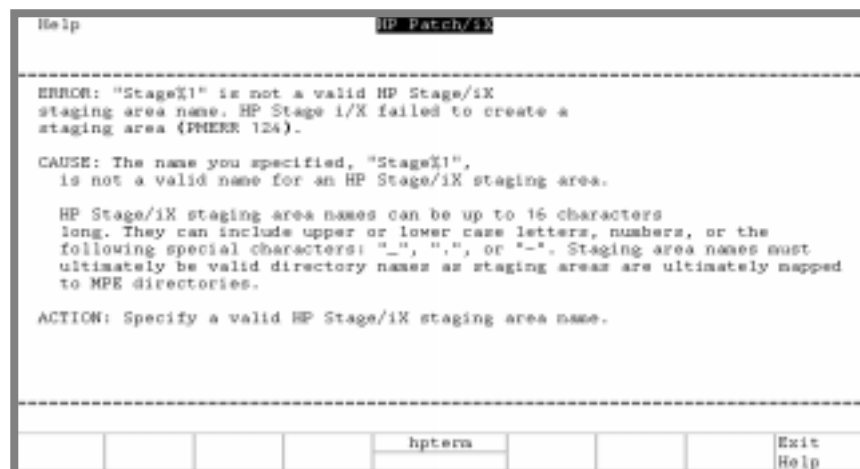 Help HP Patch/iX
ERROR: "Stage%1" is not a valid HP Stage/iX
staging area name. HP Stage i/X failed to create a
staging area (PMERR 124).
CAUSE: The name you specified, "Stage%1",
is not a valid name for an HP Stage/iX staging area.
HP Stage/iX staging area names can be up to 16 characters
long. They can include upper or lower case letters, numbers, or the
following special characters: "_", ".", or "-". Staging area names must
ultimately be valid directory names as staging areas are ultimately mapped
to MPE directories.
ACTION: Specify a valid HP Stage/iX staging area name.
hpterm Exit
Help